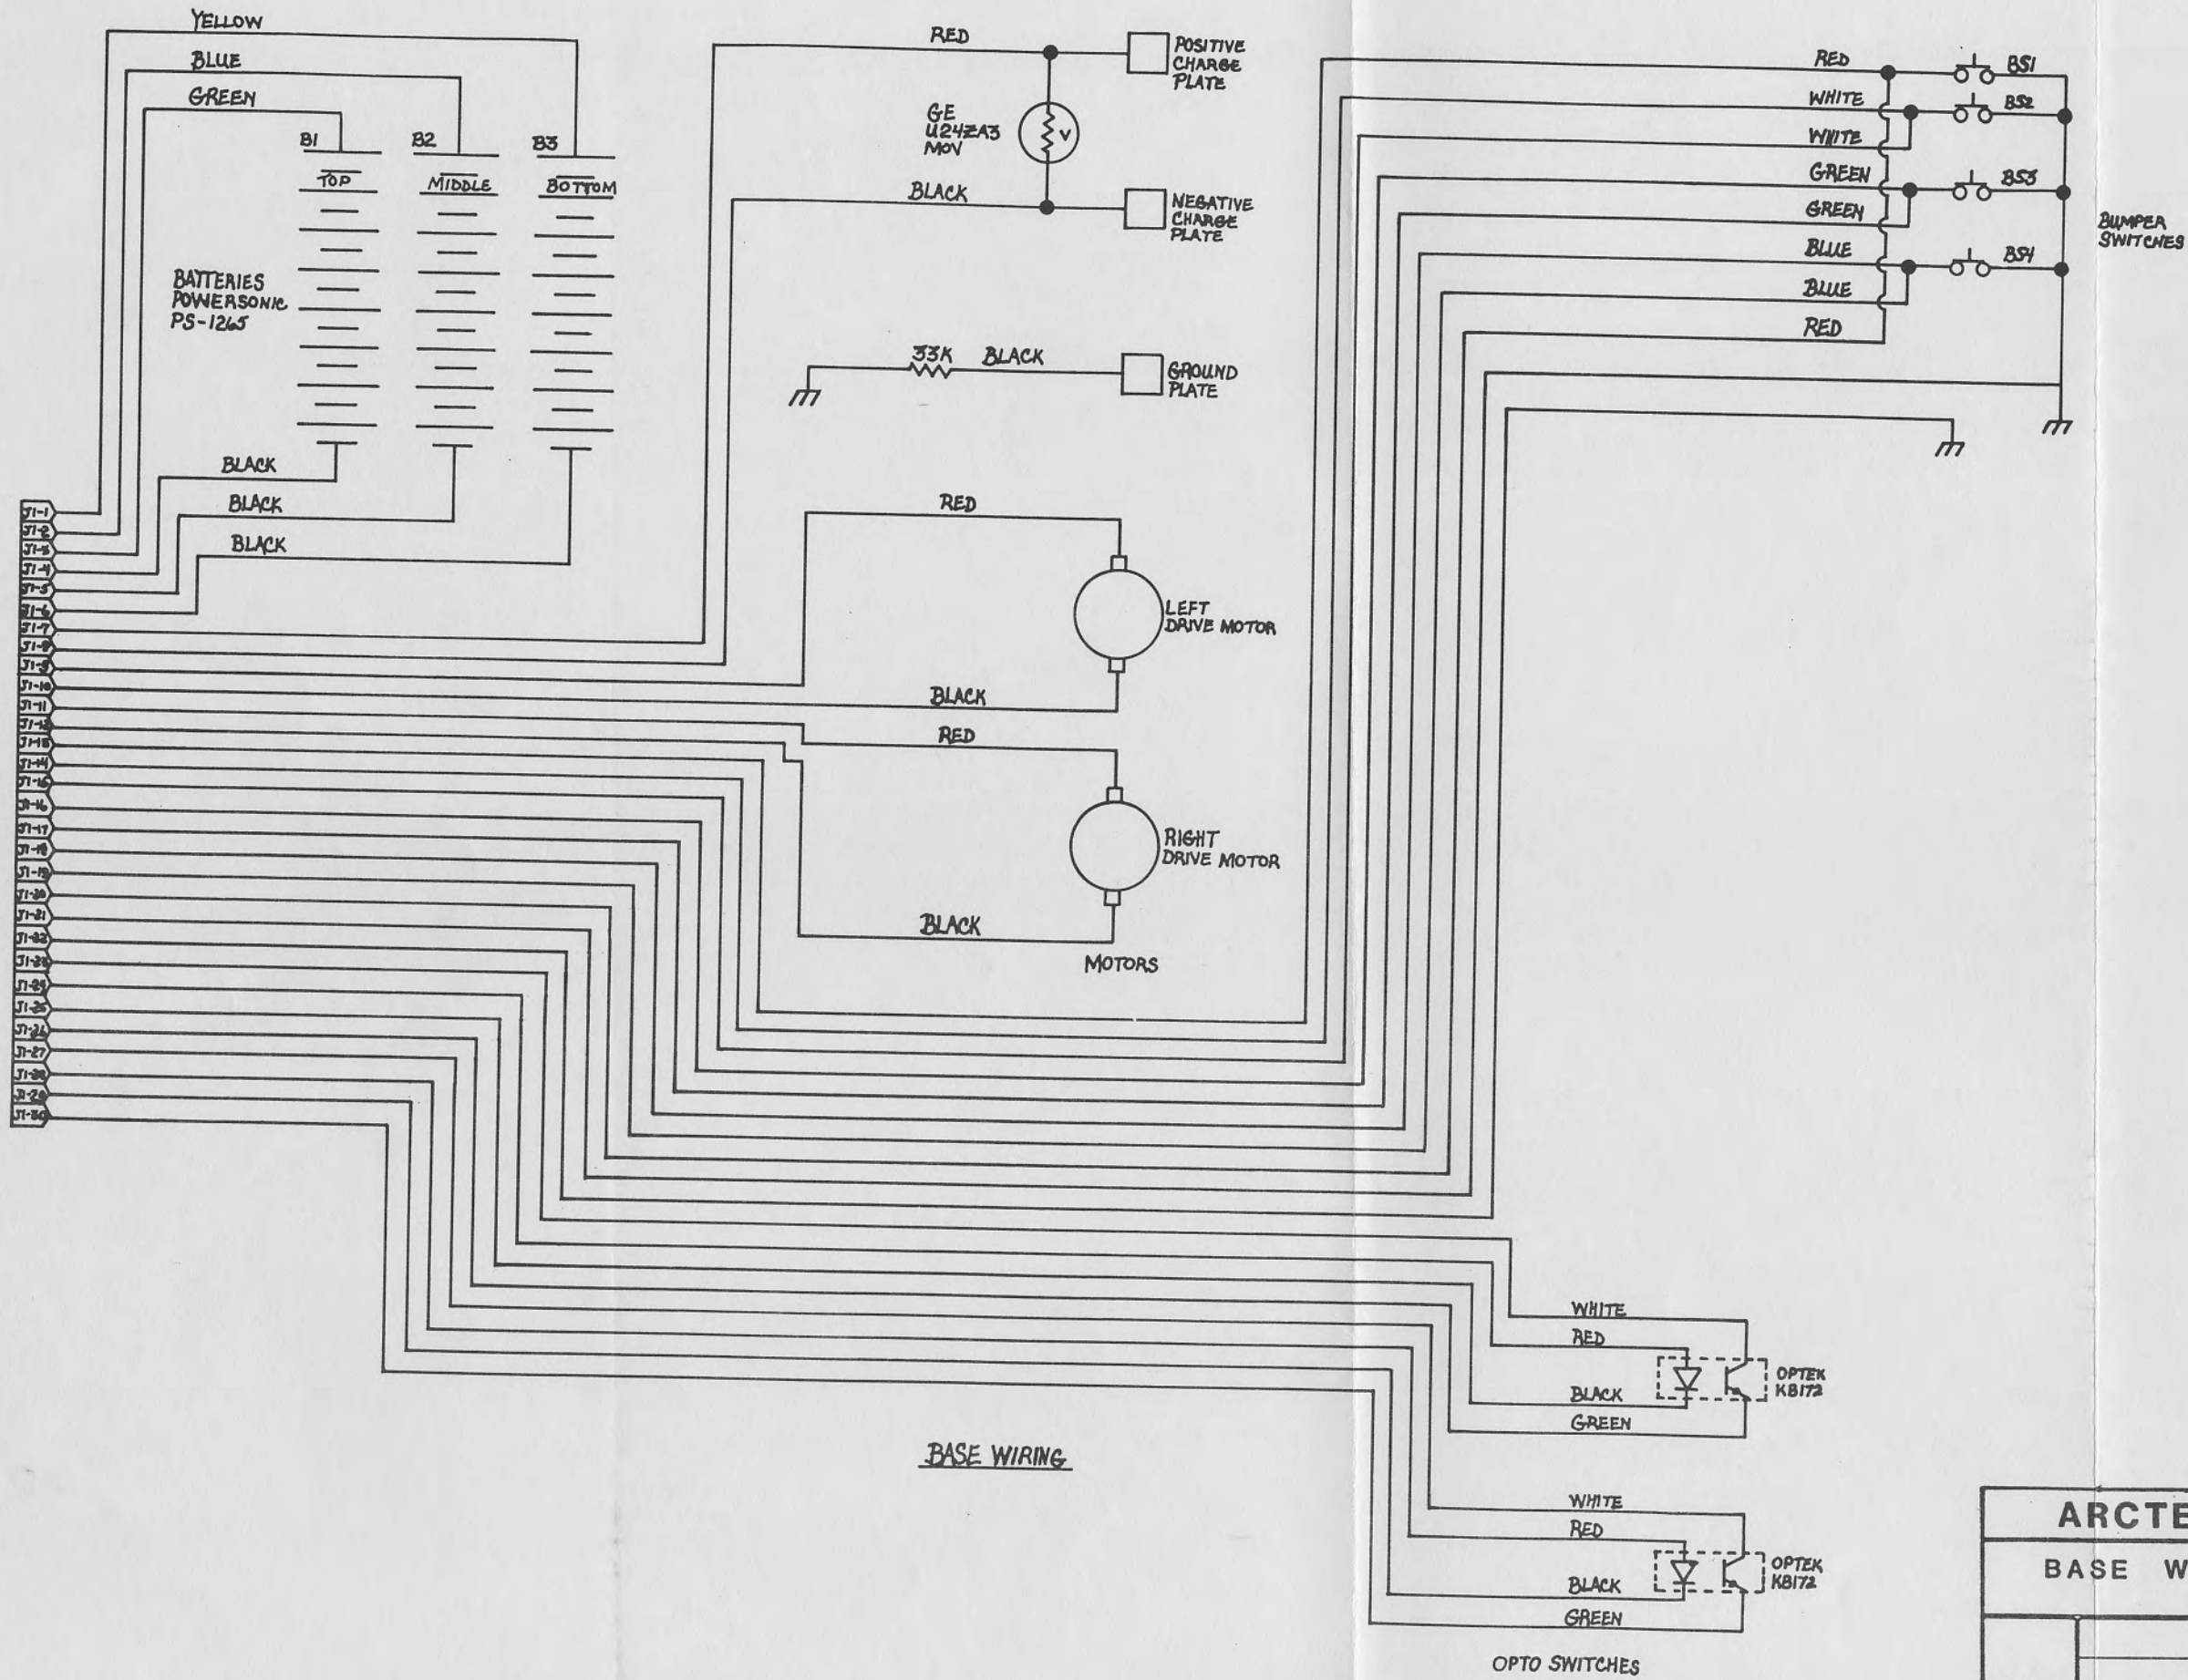 YELLOW
BLUE
GREEN
B1
B2
B3
TOP
MIDDLE
BOTTOM
BATTERIES
POWERSONIC
PS-1265
BLACK
BLACK
BLACK
J1-1
J1-2
J1-3
J1-4
J1-5
J1-6
J1-7
J1-8
J1-9
J1-10
J1-11
J1-12
J1-13
J1-14
J1-15
J1-16
J1-17
J1-18
J1-19
J1-20
J1-21
J1-22
J1-23
J1-24
J1-25
J1-26
J1-27
J1-28
J1-29
J1-30
RED
POSITIVE
CHARGE
PLATE
GE
U24ZA3
MOV
V
BLACK
NEGATIVE
CHARGE
PLATE
33K
BLACK
GROUND
PLATE
RED
LEFT
DRIVE MOTOR
BLACK
RED
RIGHT
DRIVE MOTOR
BLACK
MOTORS
RED
BS1
WHITE
BS2
WHITE
GREEN
BS3
GREEN
BLUE
BS4
BLUE
RED
BUMPER
SWITCHES
WHITE
RED
OPTEK
K8172
BLACK
GREEN
WHITE
RED
OPTEK
K8172
BLACK
GREEN
OPTO SWITCHES
BASE WIRING
ARCTE
BASE W